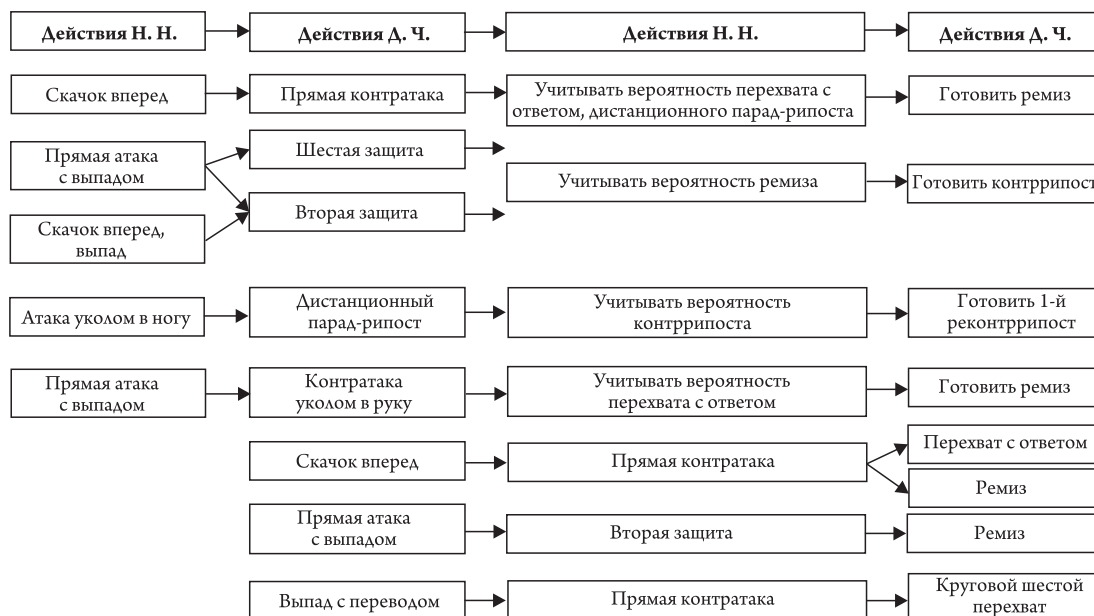 Действия Н. Н.
Действия Д. Ч.
Действия Н. Н.
Действия Д. Ч.
Скачок вперед
Прямая контратака
Учитывать вероятность перехвата с
ответом, дистанционного парад-рипоста
Готовить ремиз
Прямая атака
с выпадом
Шестая защита
Учитывать вероятность ремиза
Готовить контррипост
Вторая защита
Скачок вперед,
выпад
Атака уколом в ногу
Дистанционный
парад-рипост
Учитывать вероятность
контррипоста
Готовить 1-й
реконтррипост
Прямая атака
с выпадом
Контратака
уколом в руку
Учитывать вероятность
перехвата с ответом
Готовить ремиз
Скачок вперед
Прямая контратака
Перехват с ответом
Ремиз
Прямая атака
с выпадом
Вторая защита
Ремиз
Выпад с переводом
Прямая контратака
Круговой шестой
перехват